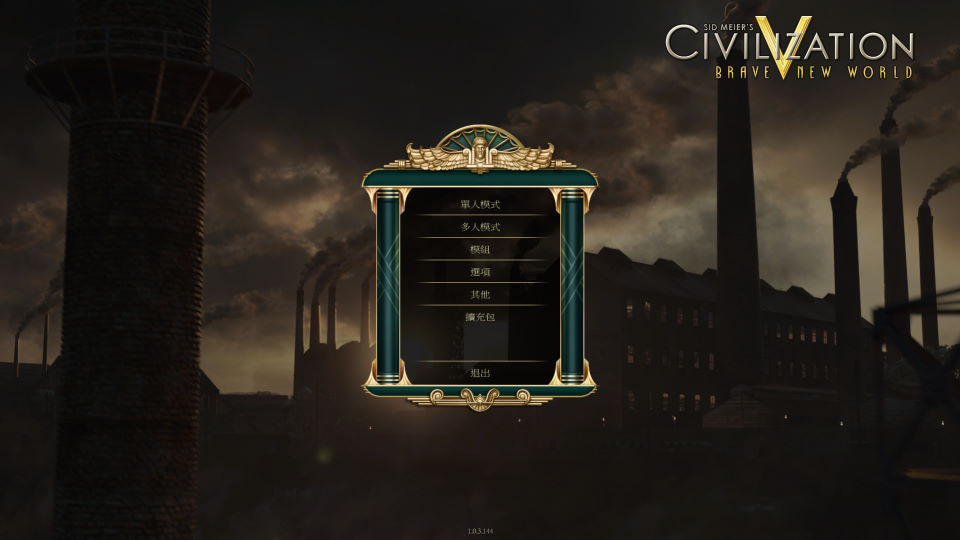 SID MEIER'S
CIVILIZATION V
BRAVE NEW WORLD
單人模式
多人模式
模組
選項
其他
擴充包
退出
1.0.3.144